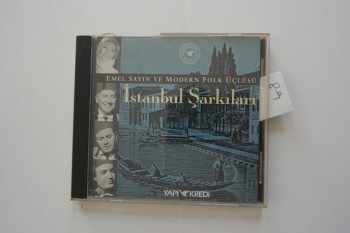 EMEL SAYIN VE MODERN FOLK ÜÇLÜSÜ
İstanbul Şarkıları
YAPI KREDİ